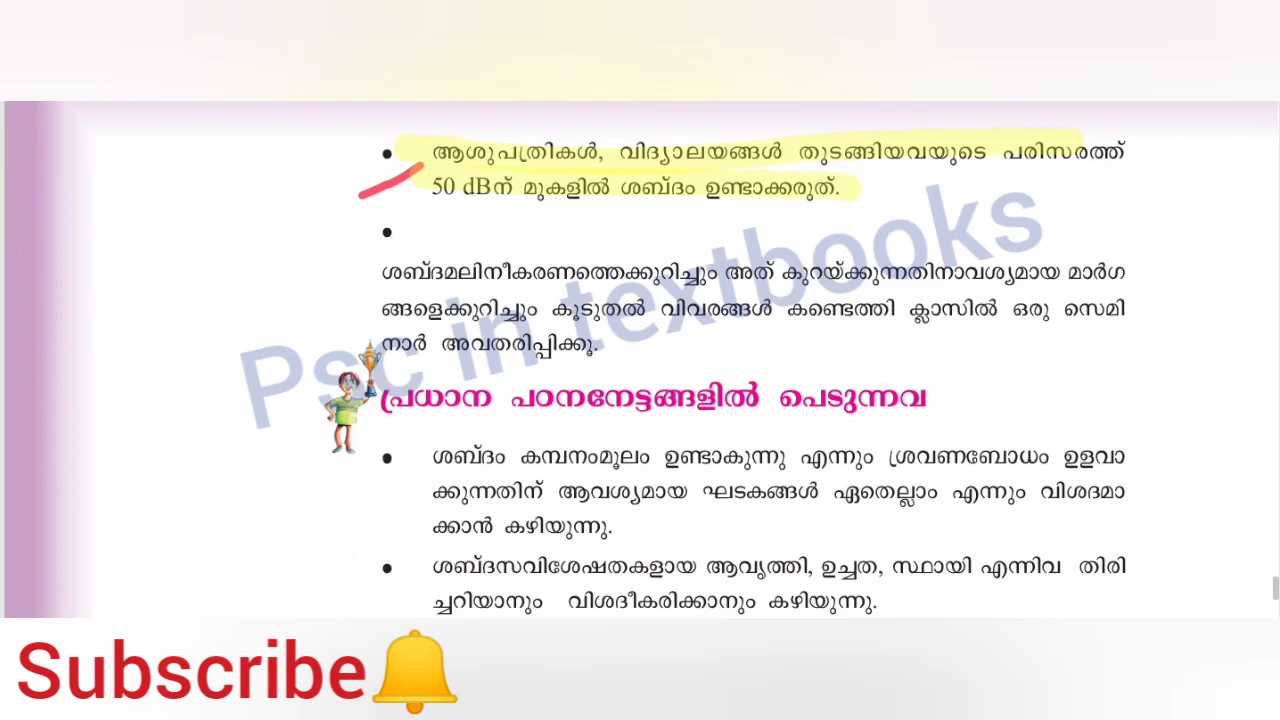 • ആശുപത്രികൾ, വിദ്യാലയങ്ങൾ തുടങ്ങിയവയുടെ പരിസരത്ത്
50 dBന് മുകളിൽ ശബ്ദം ഉണ്ടാക്കരുത്.
•
ശബ്ദമലിനീകരണത്തെക്കുറിച്ചും അത് കുറയ്ക്കുന്നതിനാവശ്യമായ മാർഗ
ങ്ങളെക്കുറിച്ചും കൂടുതൽ വിവരങ്ങൾ കണ്ടെത്തി ക്ലാസിൽ ഒരു സെമി
നാർ അവതരിപ്പിക്കൂ.
Psc in textbooks
പ്രധാന പഠനനേട്ടങ്ങളിൽ പെടുന്നവ
• ശബ്ദം കമ്പനംമൂലം ഉണ്ടാകുന്നു എന്നും ശ്രവണബോധം ഉളവാ
ക്കുന്നതിന് ആവശ്യമായ ഘടകങ്ങൾ ഏതെല്ലാം എന്നും വിശദമാ
ക്കാൻ കഴിയുന്നു.
• ശബ്ദസവിശേഷതകളായ ആവൃത്തി, ഉച്ചത, സ്ഥായി എന്നിവ തിരി
ച്ചറിയാനും വിശദീകരിക്കാനും കഴിയുന്നു.
Subscribe